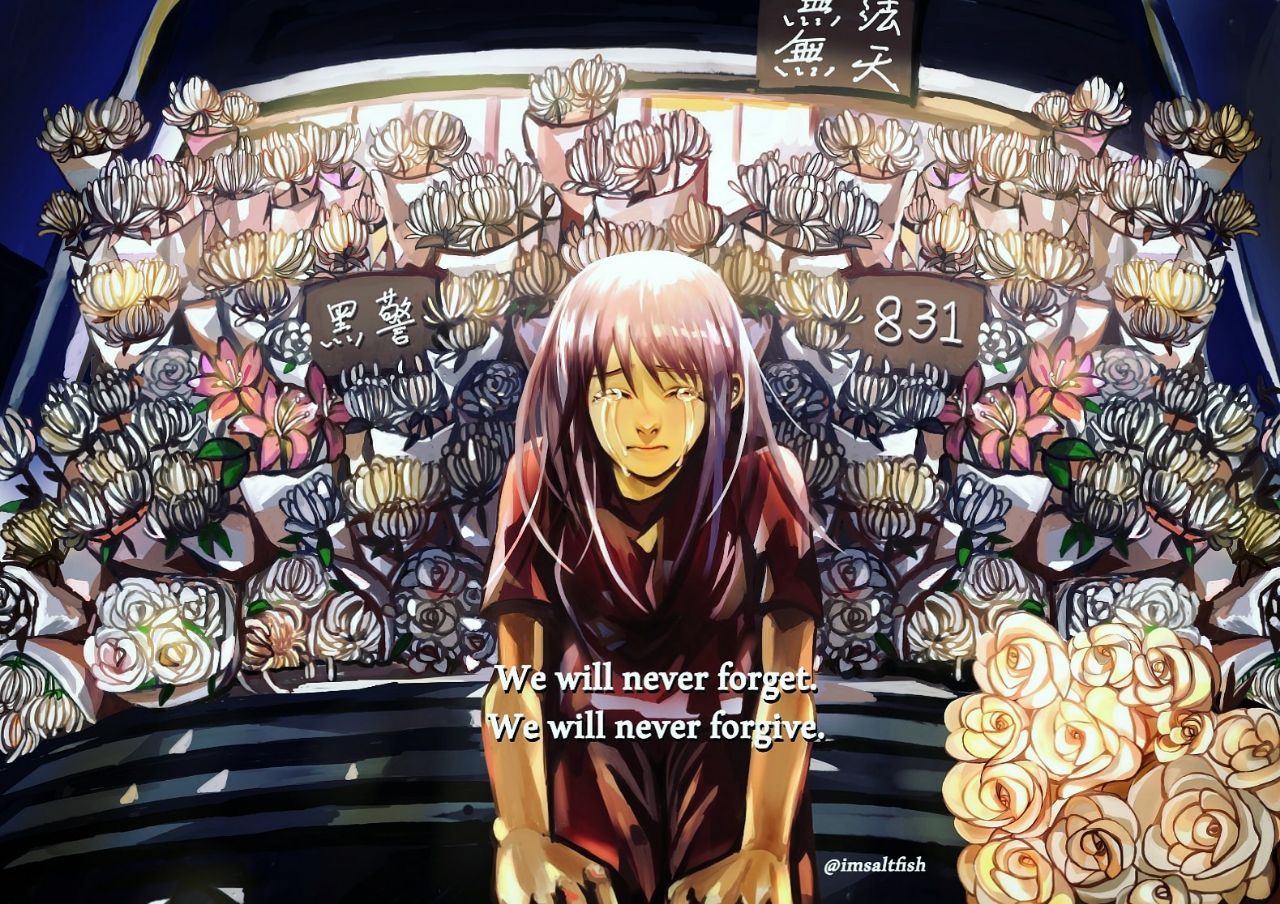 無法
無天
黑警
831
We will never forget.
We will never forgive.
@imsaltfish